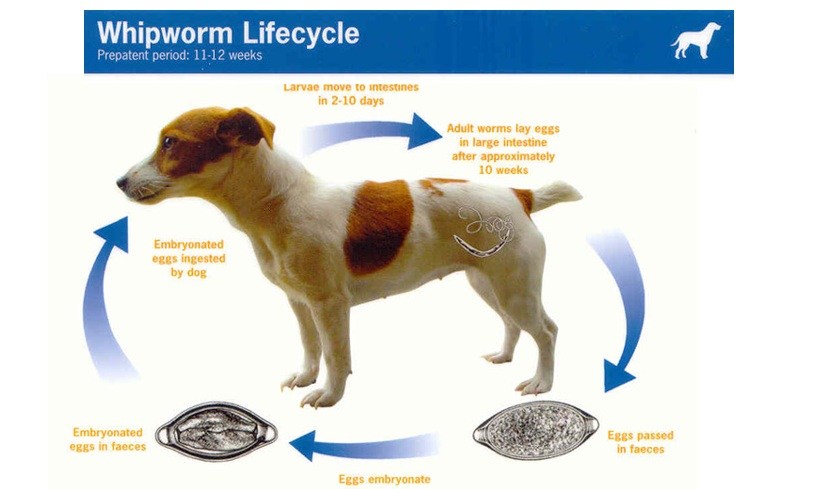 Whipworm Lifecycle
Prepatent period: 11-12 weeks
Larvae move to intestines
in 2-10 days
Adult worms lay eggs
in large intestine
after approximately
10 weeks
Embryonated
eggs ingested
by dog
Embryonated
eggs in faeces
Eggs passed
in faeces
Eggs embryonate